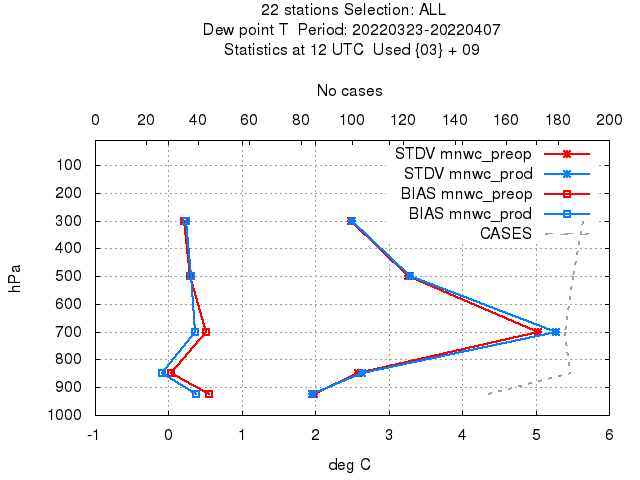 22 stations Selection: ALL
Dew point T  Period: 20220323-20220407
Statistics at 12 UTC  Used {03} + 09
No cases
0 20 40 60 80 100 120 140 160 180 200
STDV mnwc_preop
STDV mnwc_prod
BIAS mnwc_preop
BIAS mnwc_prod
CASES
100
200
300
400
500
600
700
800
900
1000
hPa
-1 0 1 2 3 4 5 6
deg C